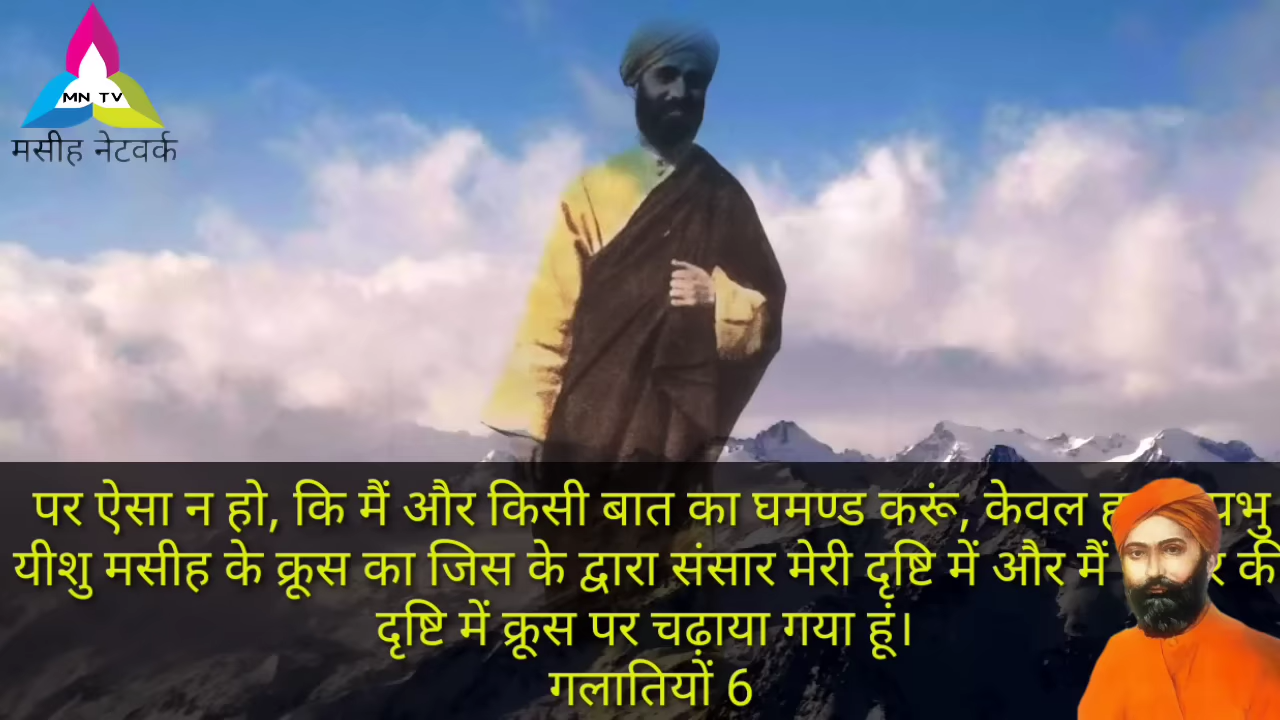 MN TV
मसीह नेटवर्क
पर ऐसा न हो, कि मैं और किसी बात का घमण्ड करूं, केवल
यीशु मसीह के क्रूस का जिस के द्वारा संसार मेरी दृष्टि में और मैं की
दृष्टि में क्रूस पर चढ़ाया गया हूं।
गलातियों 6